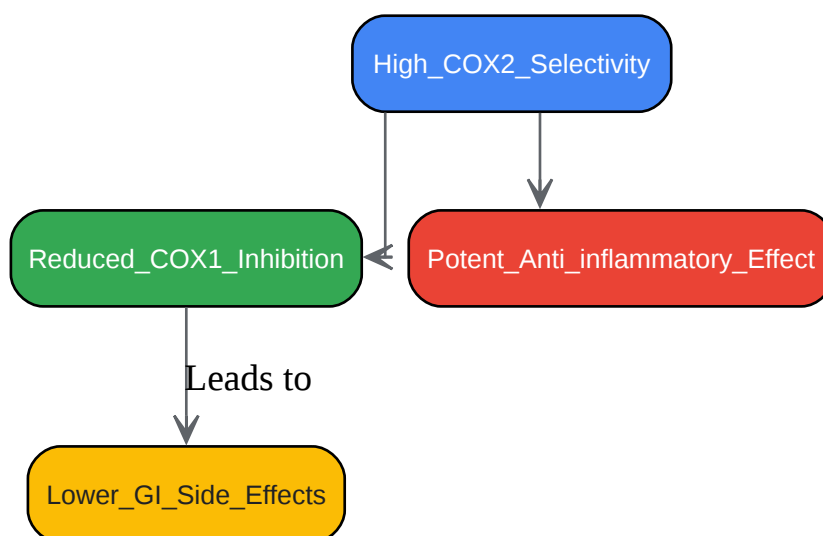 High_COX2_Selectivity
Reduced_COX1_Inhibition
Potent_Anti_inflammatory_Effect
Leads to
Lower_GI_Side_Effects